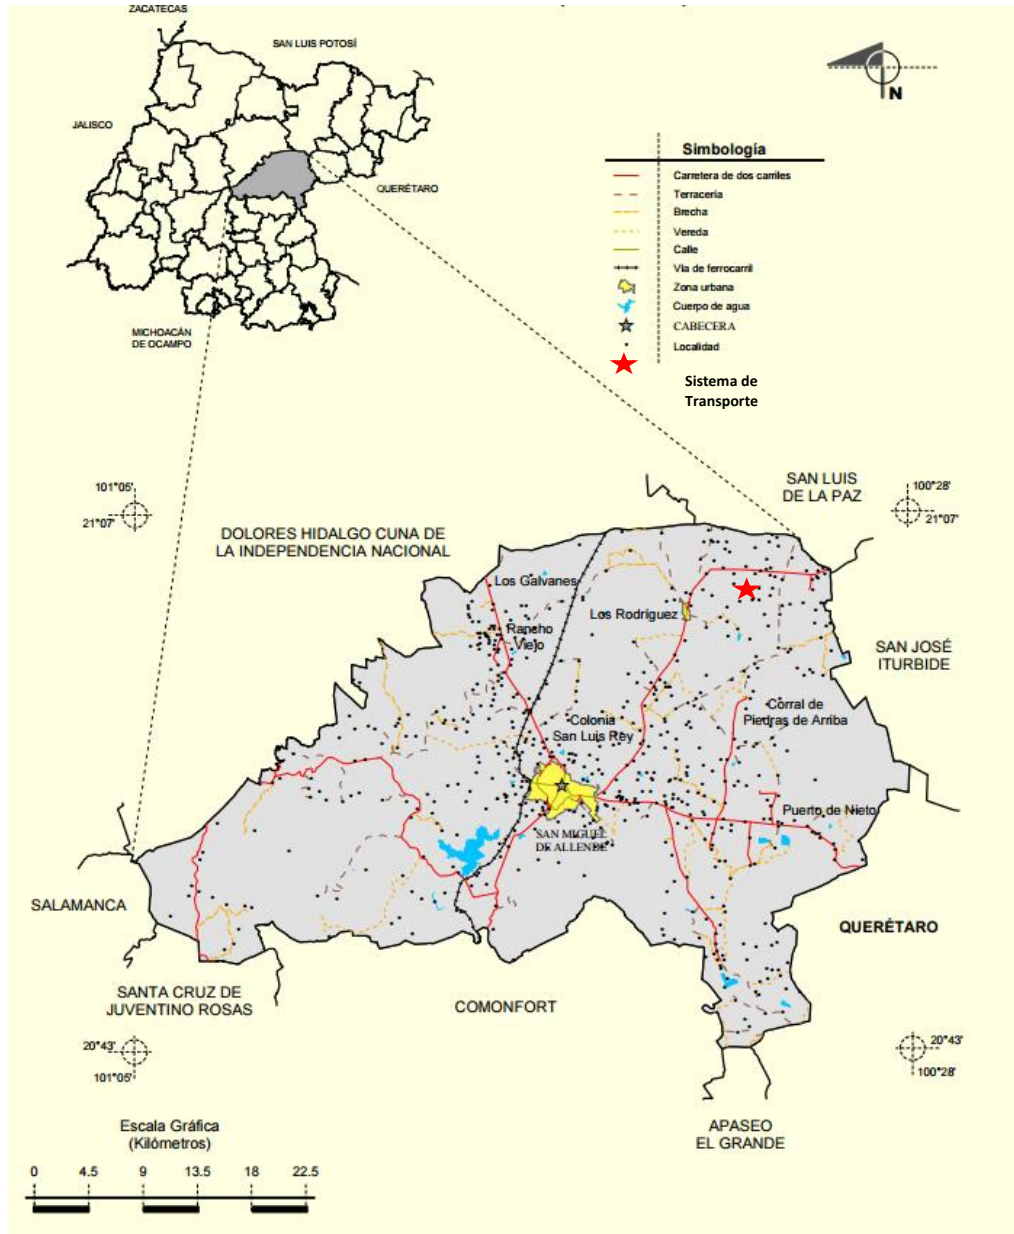 ZACATECAS
SAN LUIS POTOSÍ
JALISCO
QUERÉTARO
MICHOACÁN
DE OCAMPO
N
Simbología
Carretera de dos carriles
Terracería
Brecha
Vereda
Calle
Vía de ferrocarril
Zona urbana
Cuerpo de agua
CABECERA
Localidad
Sistema de
Transporte
101°05'
21°07'
SAN LUIS
DE LA PAZ
100°28'
21°07'
DOLORES HIDALGO CUNA DE
LA INDEPENDENCIA NACIONAL
Los Galvanes
Los Rodríguez
Rancho
Viejo
SAN JOSÉ
ITURBIDE
Corral de
Piedras de Arriba
Colonia
San Luis Rey
Puerto de Nieto
SAN MIGUEL
DE ALLENDE
SALAMANCA
QUERÉTARO
SANTA CRUZ DE
JUVENTINO ROSAS
COMONFORT
20°43'
101°05'
20°43'
100°28'
APASEO
EL GRANDE
Escala Gráfica
(Kilómetros)
0 4.5 9 13.5 18 22.5